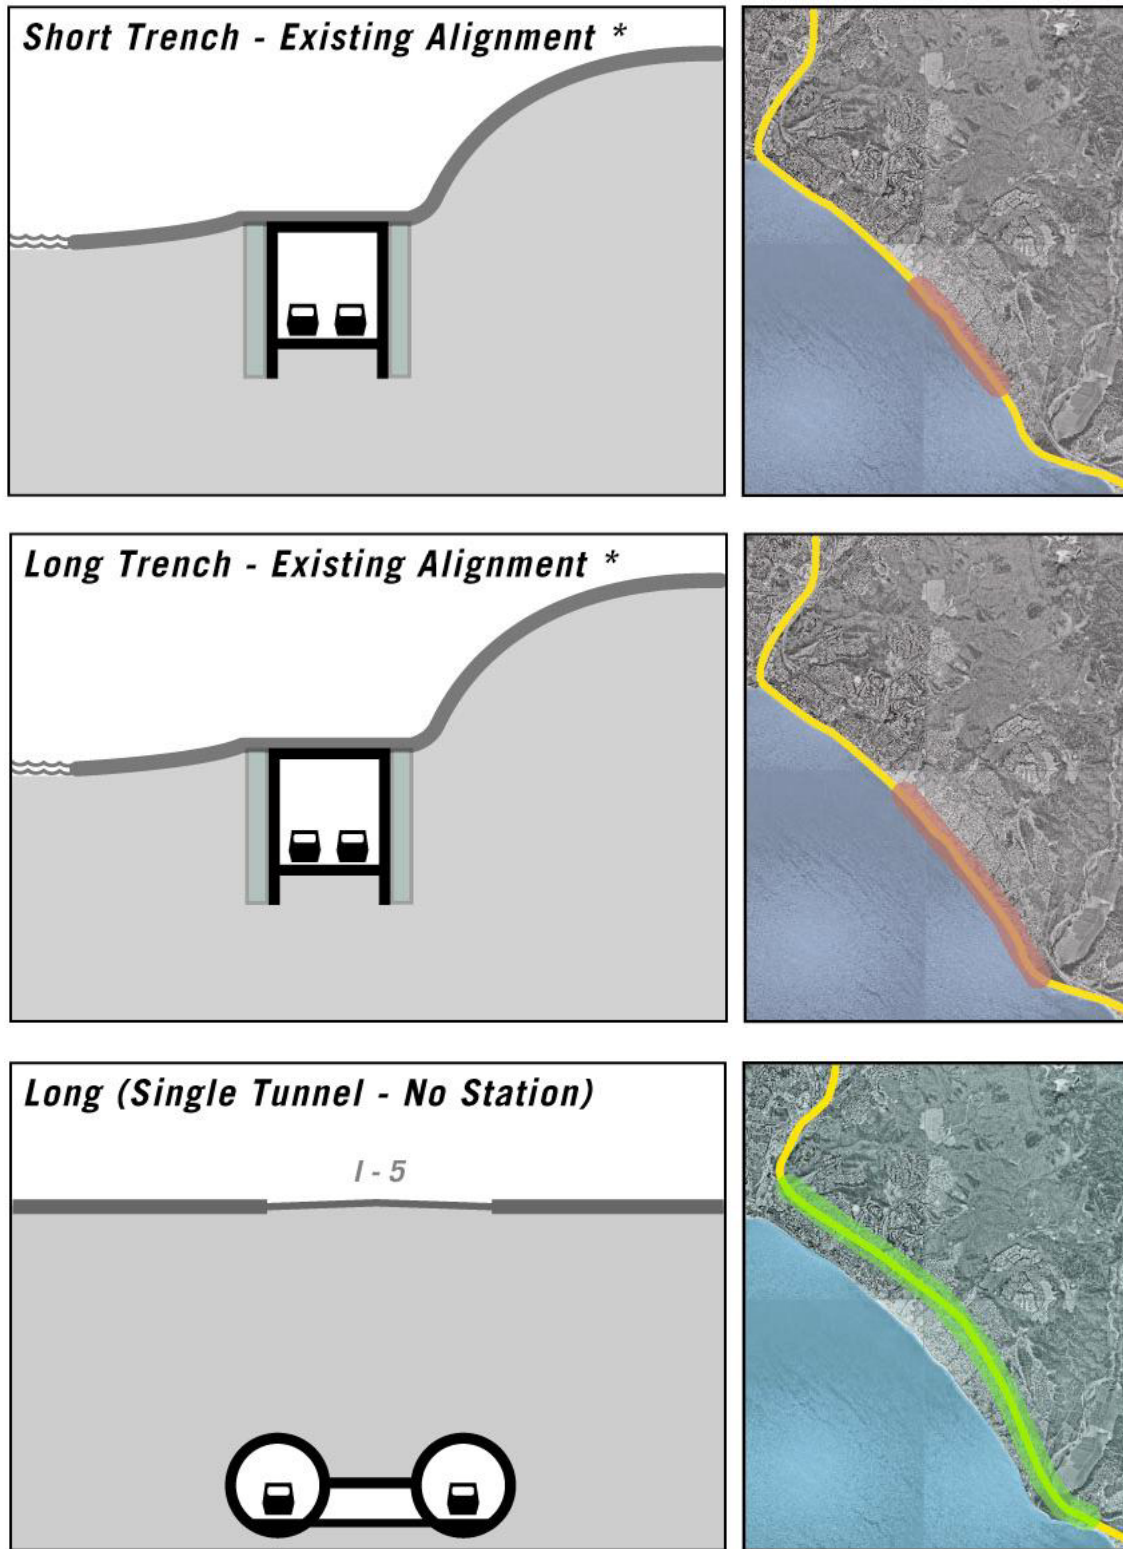 Short Trench - Existing Alignment *
Long Trench - Existing Alignment *
Long (Single Tunnel - No Station)
I - 5